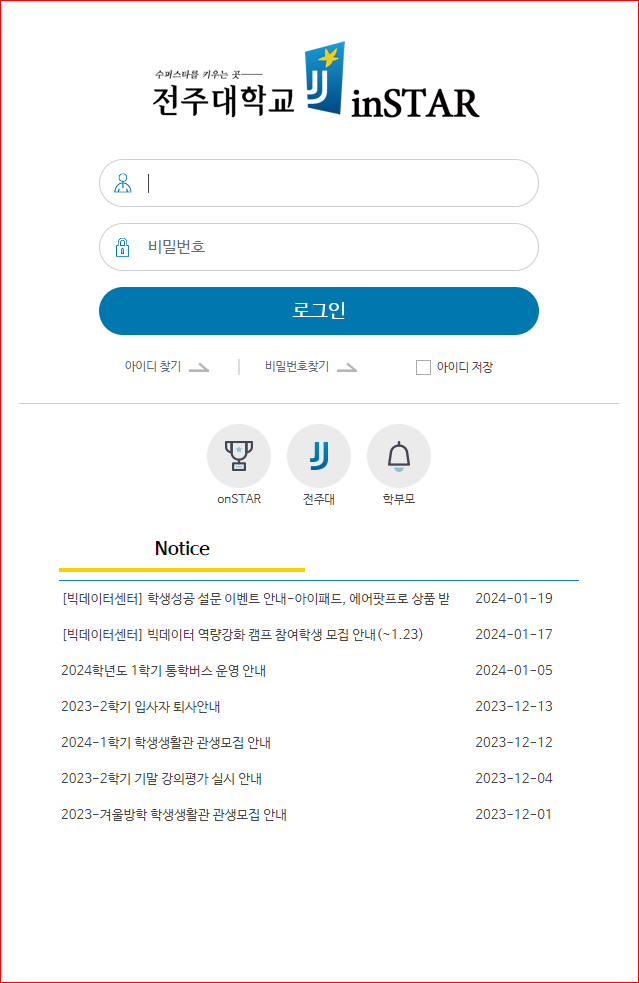 수퍼스타를 키우는 곳
전주대학교 inSTAR
비밀번호
로그인
아이디 찾기 비밀번호찾기 아이디 저장
onSTAR 전주대 학부모
Notice
[빅데이터센터] 학생성공 설문 이벤트 안내-아이패드, 에어팟프로 상품 받 2024-01-19
[빅데이터센터] 빅데이터 역량강화 캠프 참여학생 모집 안내(~1.23) 2024-01-17
2024학년도 1학기 통학버스 운영 안내 2024-01-05
2023-2학기 입사자 퇴사안내 2023-12-13
2024-1학기 학생생활관 관생모집 안내 2023-12-12
2023-2학기 기말 강의평가 실시 안내 2023-12-04
2023-겨울방학 학생생활관 관생모집 안내 2023-12-01